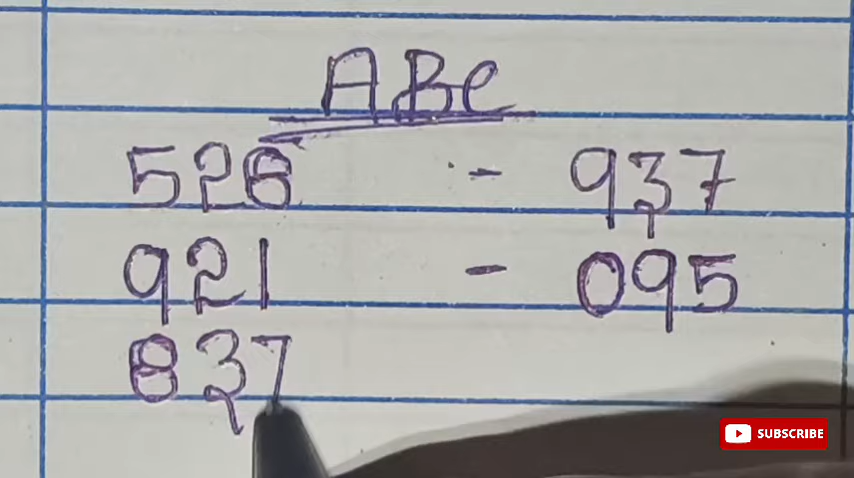 ABC
526 - 937
921 - 095
837
SUBSCRIBE